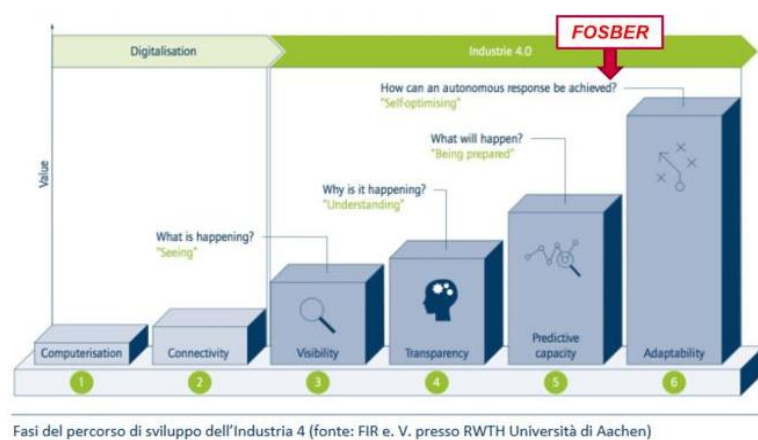 FOSBER
Digitalisation
Industrie 4.0
How can an autonomous response be achieved?
"Self-optimising"
What will happen?
"Being prepared"
Why is it happening?
"Understanding"
What is happening?
"Seeing"
Value
Computerisation
Connectivity
Visibility
Transparency
Predictive
capacity
Adaptability
1
2
3
4
5
6
Fasi del percorso di sviluppo dell'Industria 4 (fonte: FIR e. V. presso RWTH Università di Aachen)